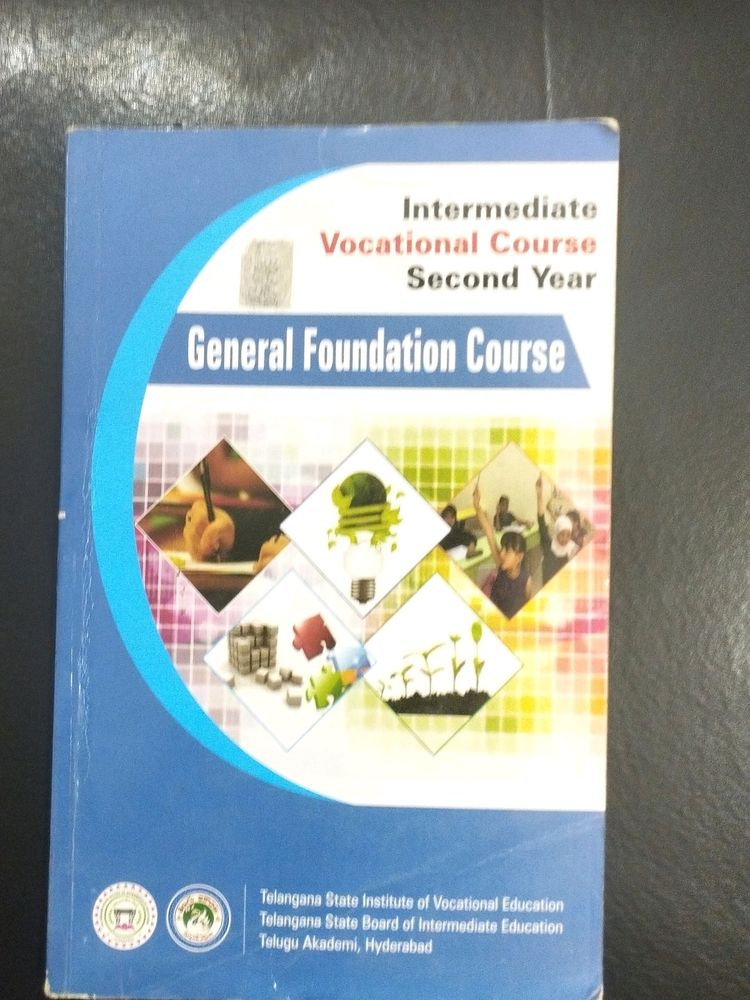 Intermediate
Vocational Course
Second Year
General Foundation Course
Telangana State Institute of Vocational Education
Telangana State Board of Intermediate Education
Telugu Akademi, Hyderabad